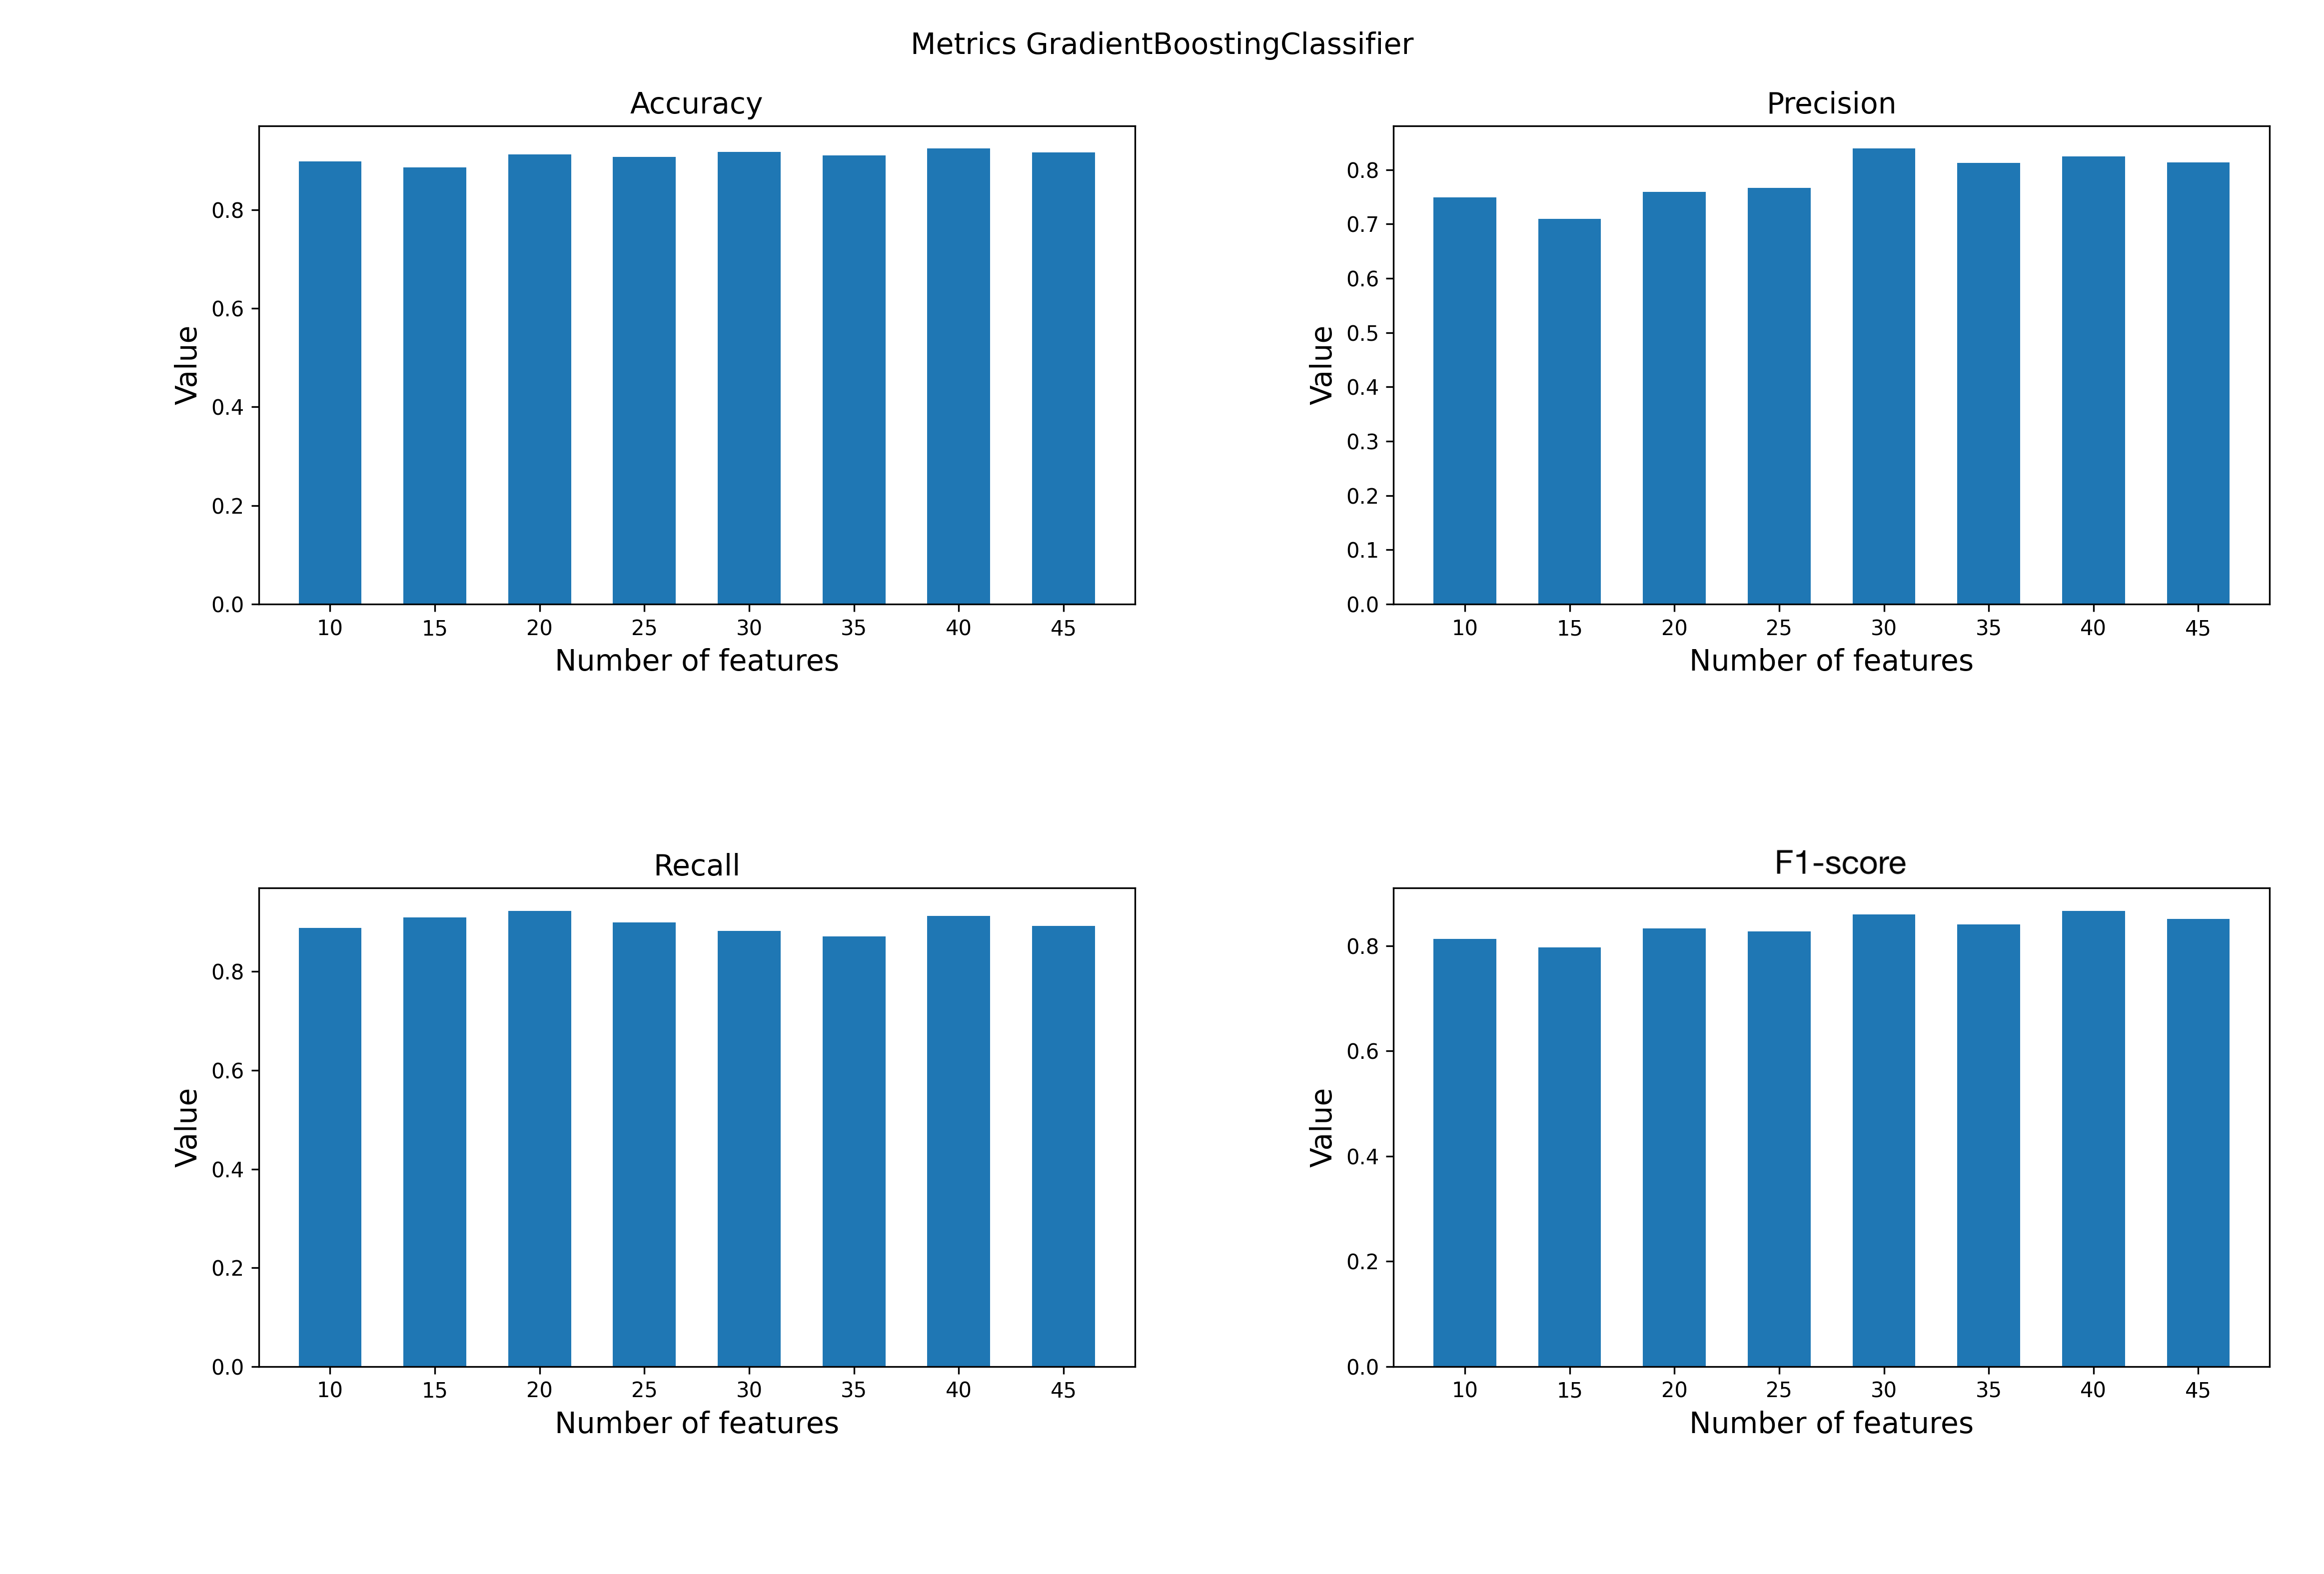 Metrics GradientBoostingClassifier
Accuracy
Value
0.8
0.6
0.4
0.2
0.0
10 15 20 25 30 35 40 45
Number of features
Precision
Value
0.8
0.7
0.6
0.5
0.4
0.3
0.2
0.1
0.0
10 15 20 25 30 35 40 45
Number of features
Recall
Value
0.8
0.6
0.4
0.2
0.0
10 15 20 25 30 35 40 45
Number of features
F1-score
Value
0.8
0.6
0.4
0.2
0.0
10 15 20 25 30 35 40 45
Number of features